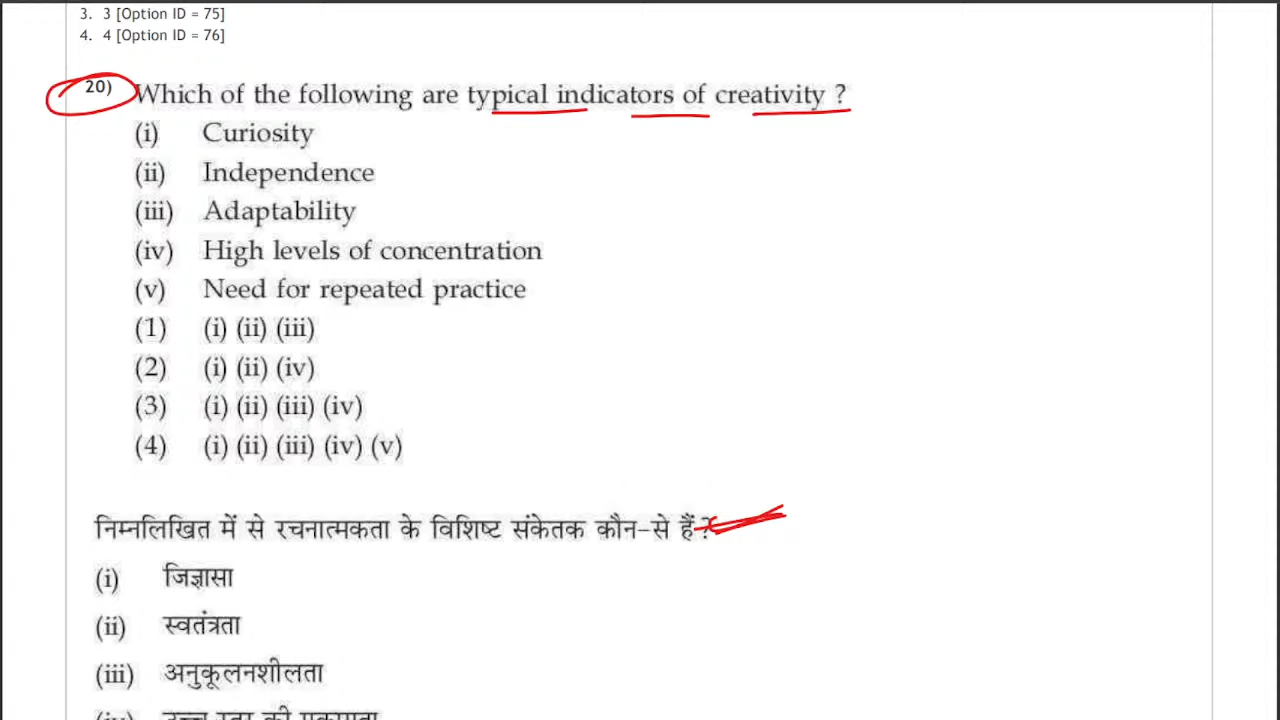 3. 3 [Option ID = 75]
4. 4 [Option ID = 76]
20) Which of the following are typical indicators of creativity ?
(i) Curiosity
(ii) Independence
(iii) Adaptability
(iv) High levels of concentration
(v) Need for repeated practice
(1) (i) (ii) (iii)
(2) (i) (ii) (iv)
(3) (i) (ii) (iii) (iv)
(4) (i) (ii) (iii) (iv) (v)
निम्नलिखित में से रचनात्मकता के विशिष्ट संकेतक कौन-से हैं ?
(i) जिज्ञासा
(ii) स्वतंत्रता
(iii) अनुकूलनशीलता
(iv)